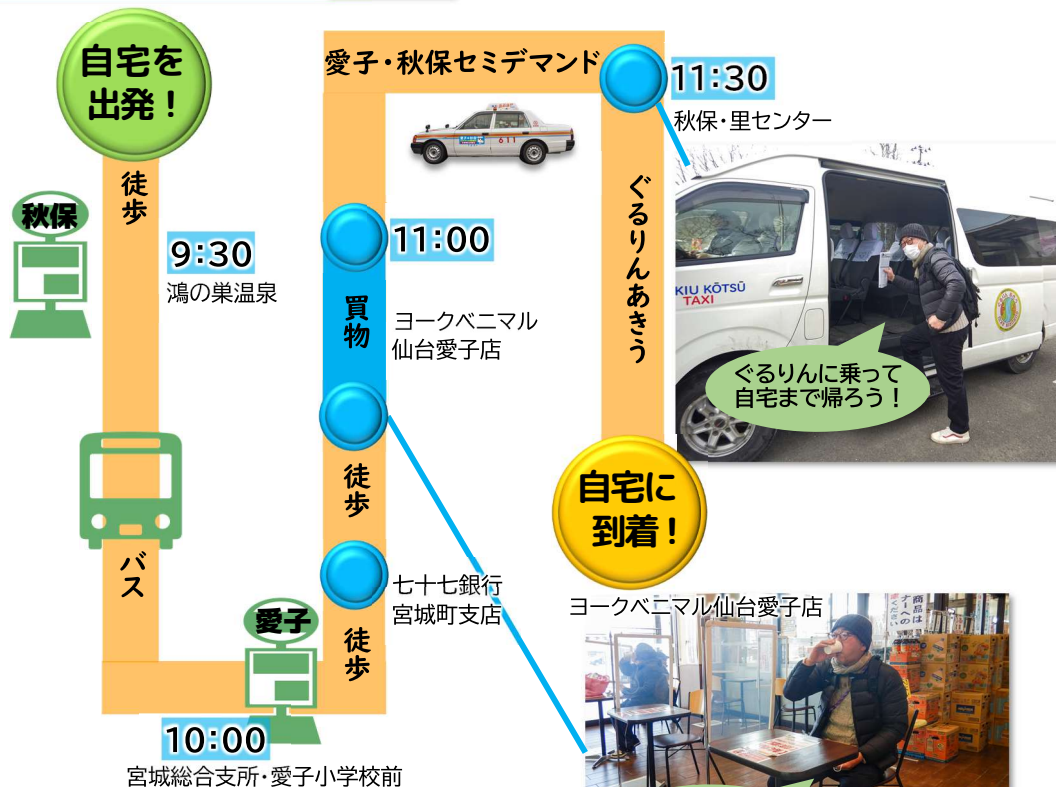 自宅を
出発！
徒歩
秋保
9：30
鴻の巣温泉
バス
愛子
10：00
宮城総合支所・愛子小学校前
徒歩
七十七銀行
宮城町支店
徒歩
ヨークベニマル
仙台愛子店
買物
11：00
愛子・秋保セミデマンド
611
11：30
秋保・里センター
ぐるりんあきう
KIU KŌTSŪ
TAXI
ぐるりんに乗って
自宅まで帰ろう！
自宅に
到着！
ヨークベニマル仙台愛子店